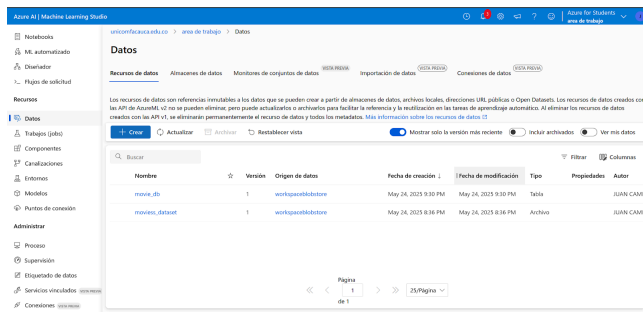 Azure AI | Machine Learning Studio
Azure for Students
area de trabajo
unicomfacauca.edu.co > area de trabajo > Datos
Notebooks
ML automatizado
Diseñador
Flujos de solicitud
Recursos
Datos
Trabajos (jobs)
Componentes
Canalizaciones
Entornos
Modelos
Puntos de conexión
Administrar
Proceso
Supervisión
Etiquetado de datos
Servicios vinculados VISTA PREVIA
Conexiones VISTA PREVIA
Datos
Recursos de datos Almacenes de datos Monitores de conjuntos de datos VISTA PREVIA Importación de datos VISTA PREVIA Conexiones de datos VISTA PREVIA
Los recursos de datos son referencias inmutables a los datos que se pueden crear a partir de almacenes de datos, archivos locales, direcciones URL públicas o Open Datasets. Los recursos de datos creados con
las API de AzureML v2 no se pueden eliminar, pero puede actualizarlos o archivarlos para facilitar la referencia y la reutilización en las tareas de aprendizaje automático. Al eliminar los recursos de datos
creados con las API v1, se eliminarán permanentemente el recurso de datos y todos los metadatos. Más información sobre los recursos de datos
Crear Actualizar Archivar Restablecer vista Mostrar solo la versión más reciente Incluir archivados Ver mis datos
Buscar Filtrar Columnas
Nombre Versión Origen de datos Fecha de creación ↓ Fecha de modificación Tipo Propiedades Autor
movie_db 1 workspaceblobstore May 24, 2025 9:30 PM May 24, 2025 9:30 PM Tabla JUAN CAM
moviess_dataset 1 workspaceblobstore May 24, 2025 8:36 PM May 24, 2025 8:36 PM Archivo JUAN CAM
Página
1
de 1
25/Página